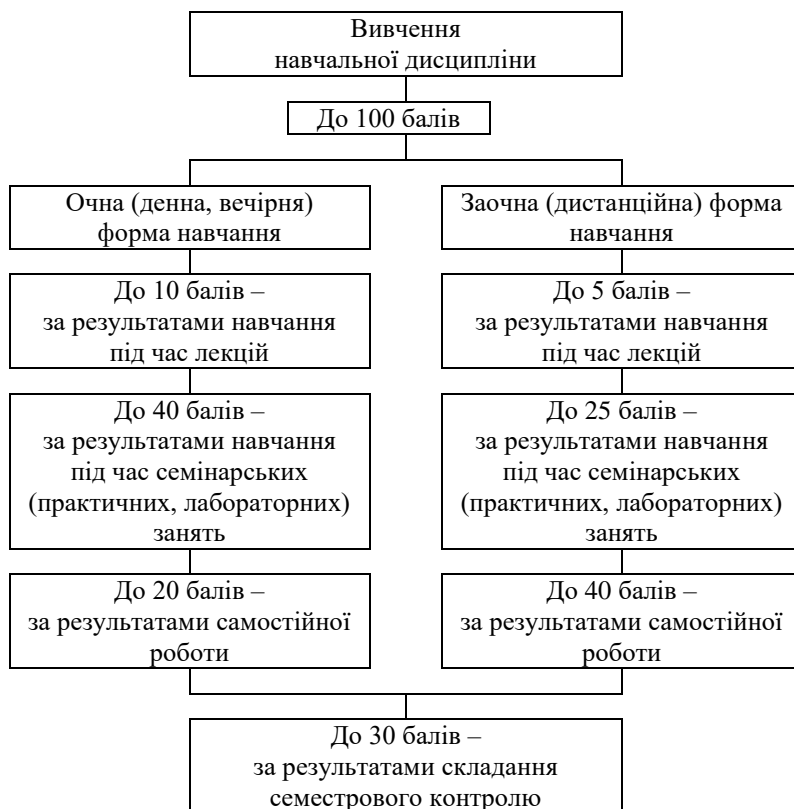 Вивчення
навчальної дисципліни
До 100 балів
Очна (денна, вечірня)
форма навчання
До 10 балів –
за результатами навчання
під час лекцій
До 40 балів –
за результатами навчання
під час семінарських
(практичних, лабораторних)
занять
До 20 балів –
за результатами самостійної
роботи
Заочна (дистанційна) форма
навчання
До 5 балів –
за результатами навчання
під час лекцій
До 25 балів –
за результатами навчання
під час семінарських
(практичних, лабораторних)
занять
До 40 балів –
за результатами самостійної
роботи
До 30 балів –
за результатами складання
семестрового контролю